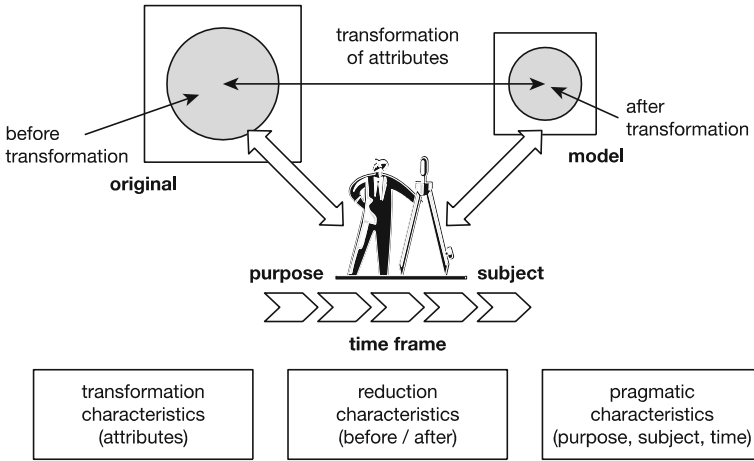 transformation
of attributes
before
transformation
after
transformation
original
model
purpose
subject
time frame
transformation
characteristics
(attributes)
reduction
characteristics
(before / after)
pragmatic
characteristics
(purpose, subject, time)